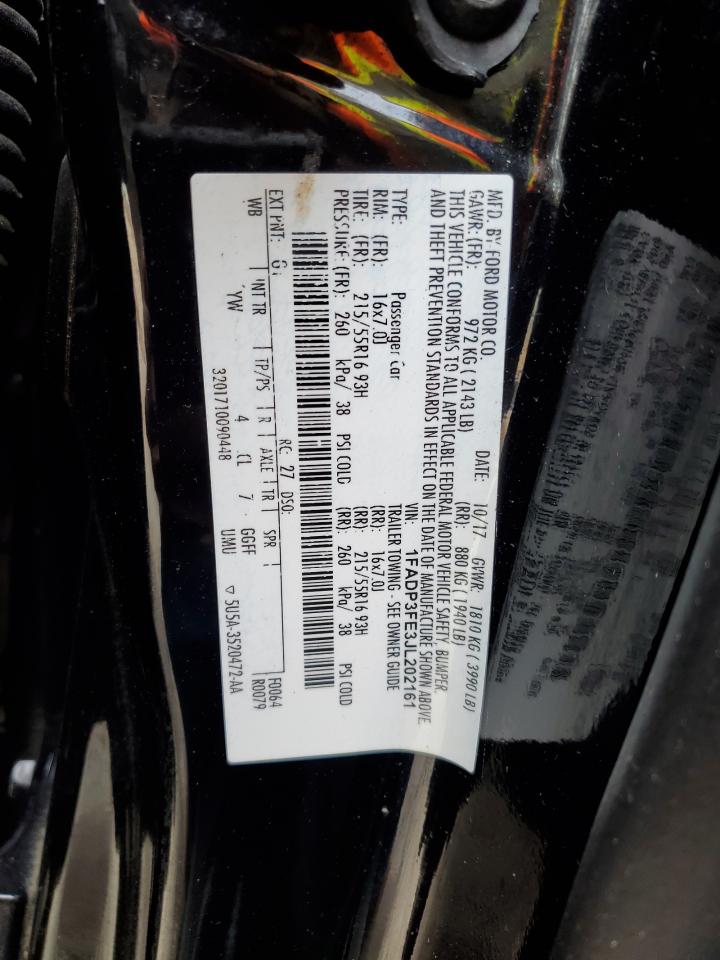 MFD. BY FORD MOTOR CO. DATE: 10/17 GVWR: 1810 KG ( 3990 LB)
GAWR: (FR): 972 KG ( 2143 LB) (RR): 880 KG ( 1940 LB)
THIS VEHICLE CONFORMS TO ALL APPLICABLE FEDERAL MOTOR VEHICLE SAFETY, BUMPER,
AND THEFT PREVENTION STANDARDS IN EFFECT ON THE DATE OF MANUFACTURE SHOWN ABOVE
VIN: 1FADP3FE3JL202161
TYPE: Passenger Car TRAILER TOWING - SEE OWNER GUIDE
RIM: (FR): 16x7.0J (RR): 16x7.0J
TIRE: (FR): 215/55R16 93H (RR): 215/55R16 93H
PRESSURE: (FR): 260 kPa/ 38 PSI COLD (RR): 260 kPa/ 38 PSI COLD
RC: 27 DSO:
EXT PNT: G1 F0064
INT TR TP/PS R AXLE TR SPR R0079
WB YW 4 CL 7 GGFF
3201710090448 UMU ▽ 5U5A-3520472-AA